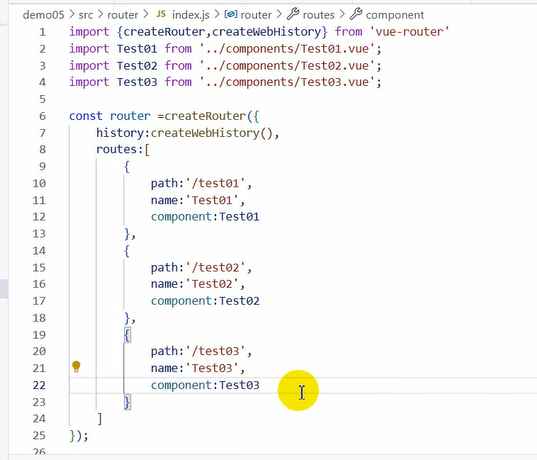 demo05 > src > router > JS index.js > router > routes > component
1 import {createRouter,createWebHistory} from 'vue-router'
2 import Test01 from '../components/Test01.vue';
3 import Test02 from '../components/Test02.vue';
4 import Test03 from '../components/Test03.vue';
5
6 const router =createRouter({
7 history:createWebHistory(),
8 routes:[
9 {
10 path:'/test01',
11 name:'Test01',
12 component:Test01
13 },
14 {
15 path:'/test02',
16 name:'Test02',
17 component:Test02
18 },
19 {
20 path:'/test03',
21 name:'Test03',
22 component:Test03
23 }
24 ]
25 });
26